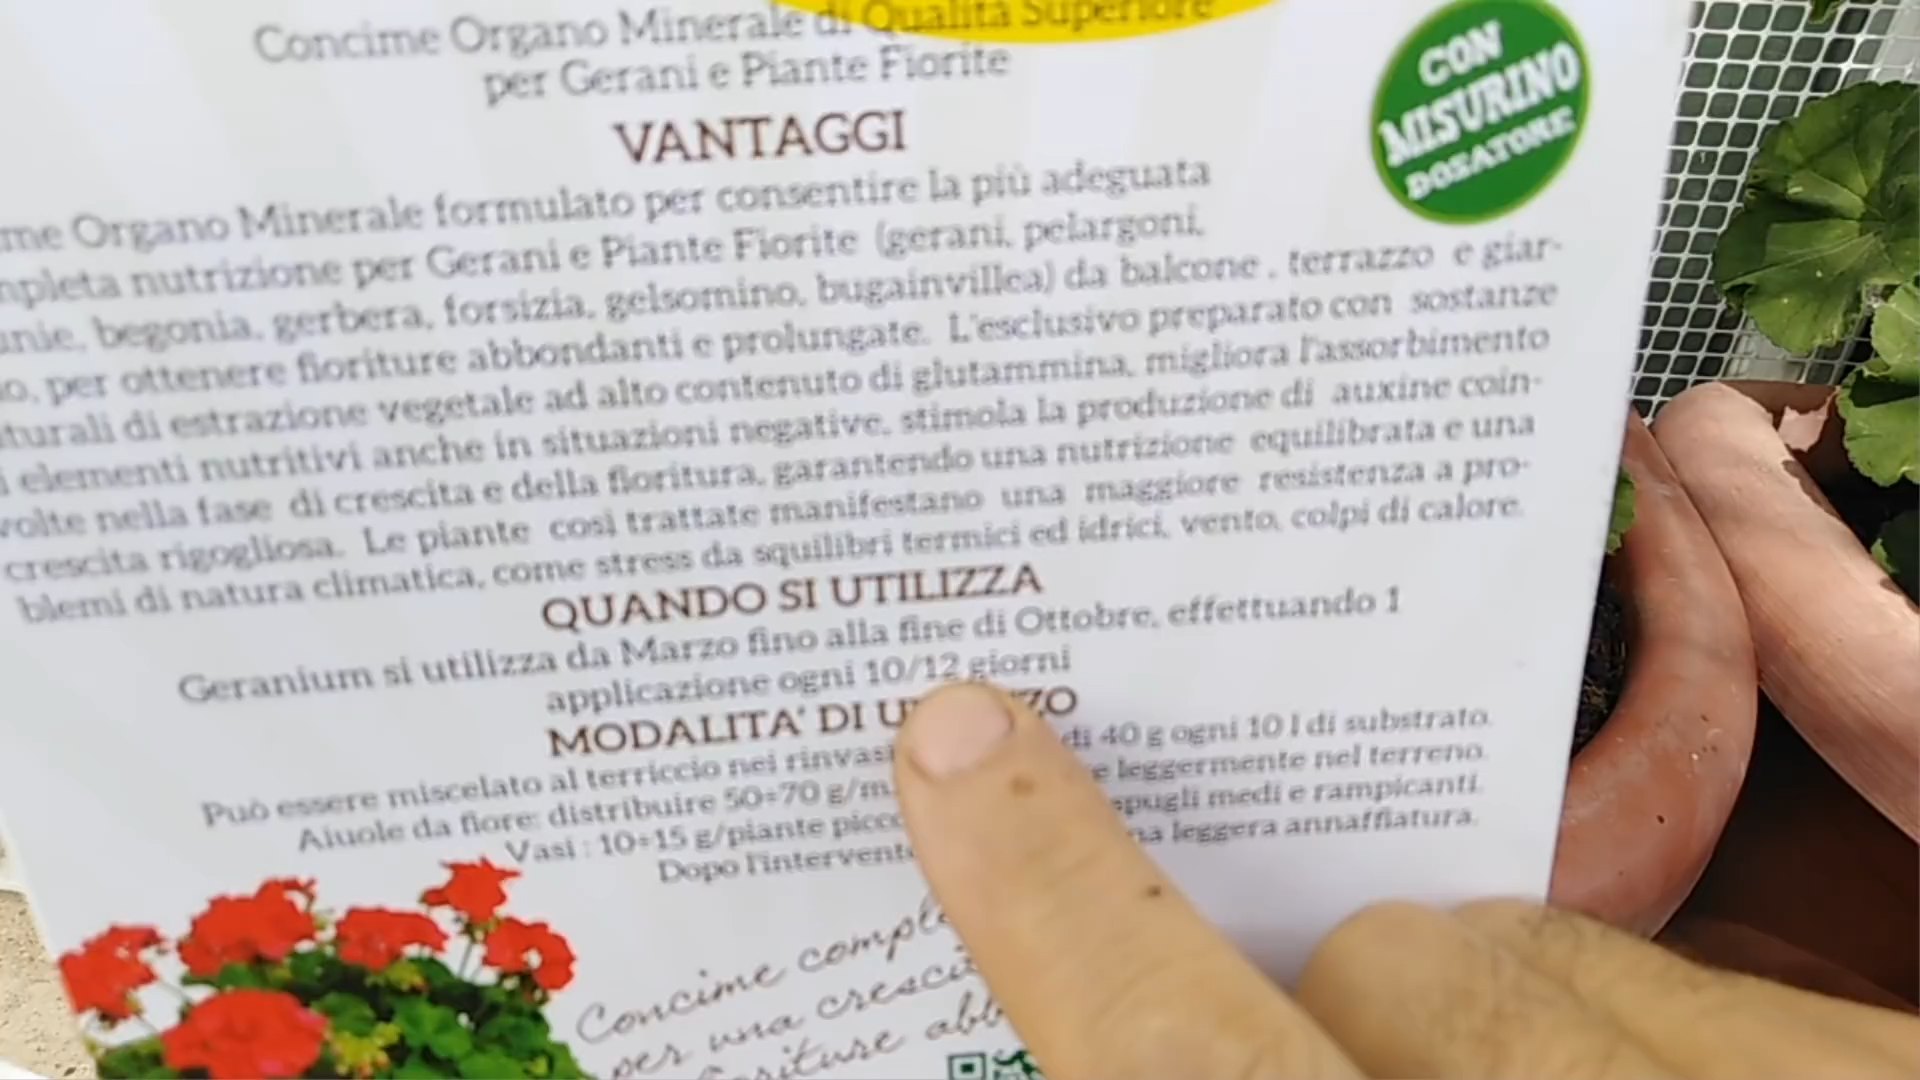 Concime Organo Minerale di Qualità Superiore
per Gerani e Piante Fiorite
CON
MISURINO
DOSATORE
VANTAGGI
me Organo Minerale formulato per consentire la più adeguata
mpleta nutrizione per Gerani e Piante Fiorite (gerani, pelargoni,
unie, begonia, gerbera, forsizia, gelsomino, bugainvillea) da balcone , terrazzo e giar-
o, per ottenere fioriture abbondanti e prolungate. L'esclusivo preparato con sostanze
turali di estrazione vegetale ad alto contenuto di glutammina, migliora l'assorbimento
i elementi nutritivi anche in situazioni negative, stimola la produzione di auxine coin-
volte nella fase di crescita e della fioritura, garantendo una nutrizione equilibrata e una
crescita rigogliosa. Le piante così trattate manifestano una maggiore resistenza a pro-
blemi di natura climatica, come stress da squilibri termici ed idrici, vento, colpi di calore.
QUANDO SI UTILIZZA
Geranium si utilizza da Marzo fino alla fine di Ottobre, effettuando 1
applicazione ogni 10/12 giorni
MODALITA' DI U ZO
Può essere miscelato al terriccio nei rinvasi di 40 g ogni 10 l di substrato.
Aiuole da fiore: distribuire 50÷70 g/m e leggermente nel terreno.
Vasi : 10÷15 g/piante picco spugli medi e rampicanti.
Dopo l'intervento na leggera annaffiatura.
Concime comple
per una crescit
fioriture abb